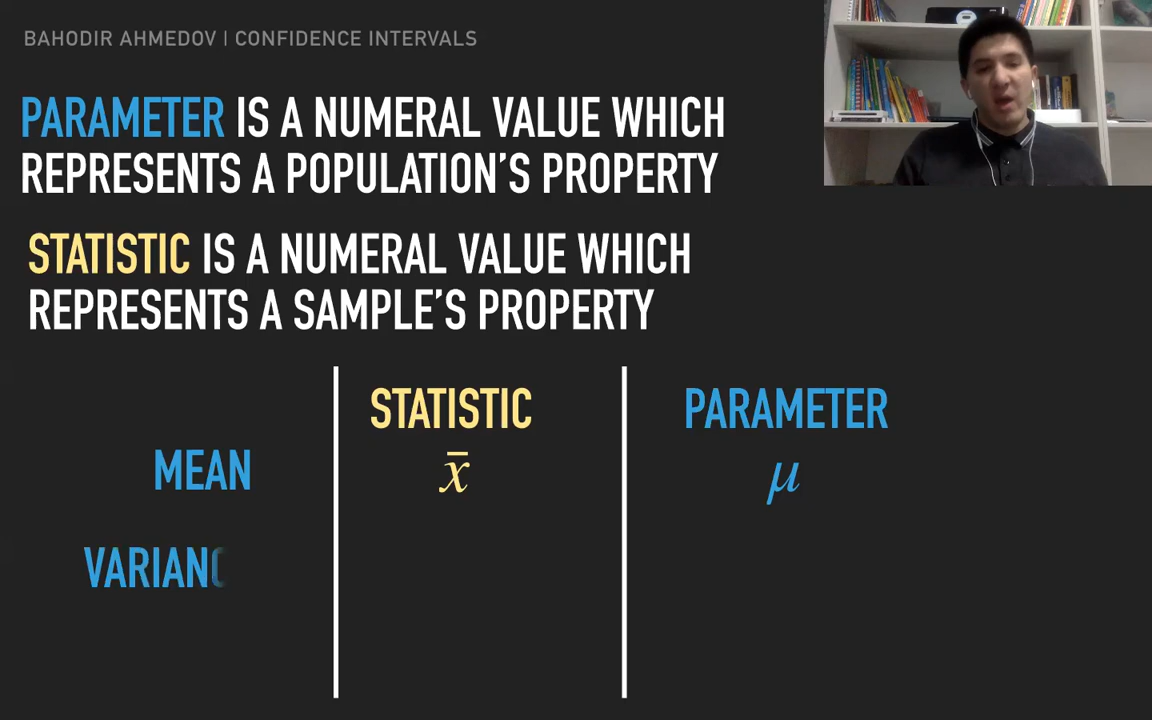 BAHODIR AHMEDOV | CONFIDENCE INTERVALS
PARAMETER IS A NUMERAL VALUE WHICH
REPRESENTS A POPULATION'S PROPERTY
STATISTIC IS A NUMERAL VALUE WHICH
REPRESENTS A SAMPLE'S PROPERTY
STATISTIC PARAMETER
MEAN x̄ μ
VARIANC